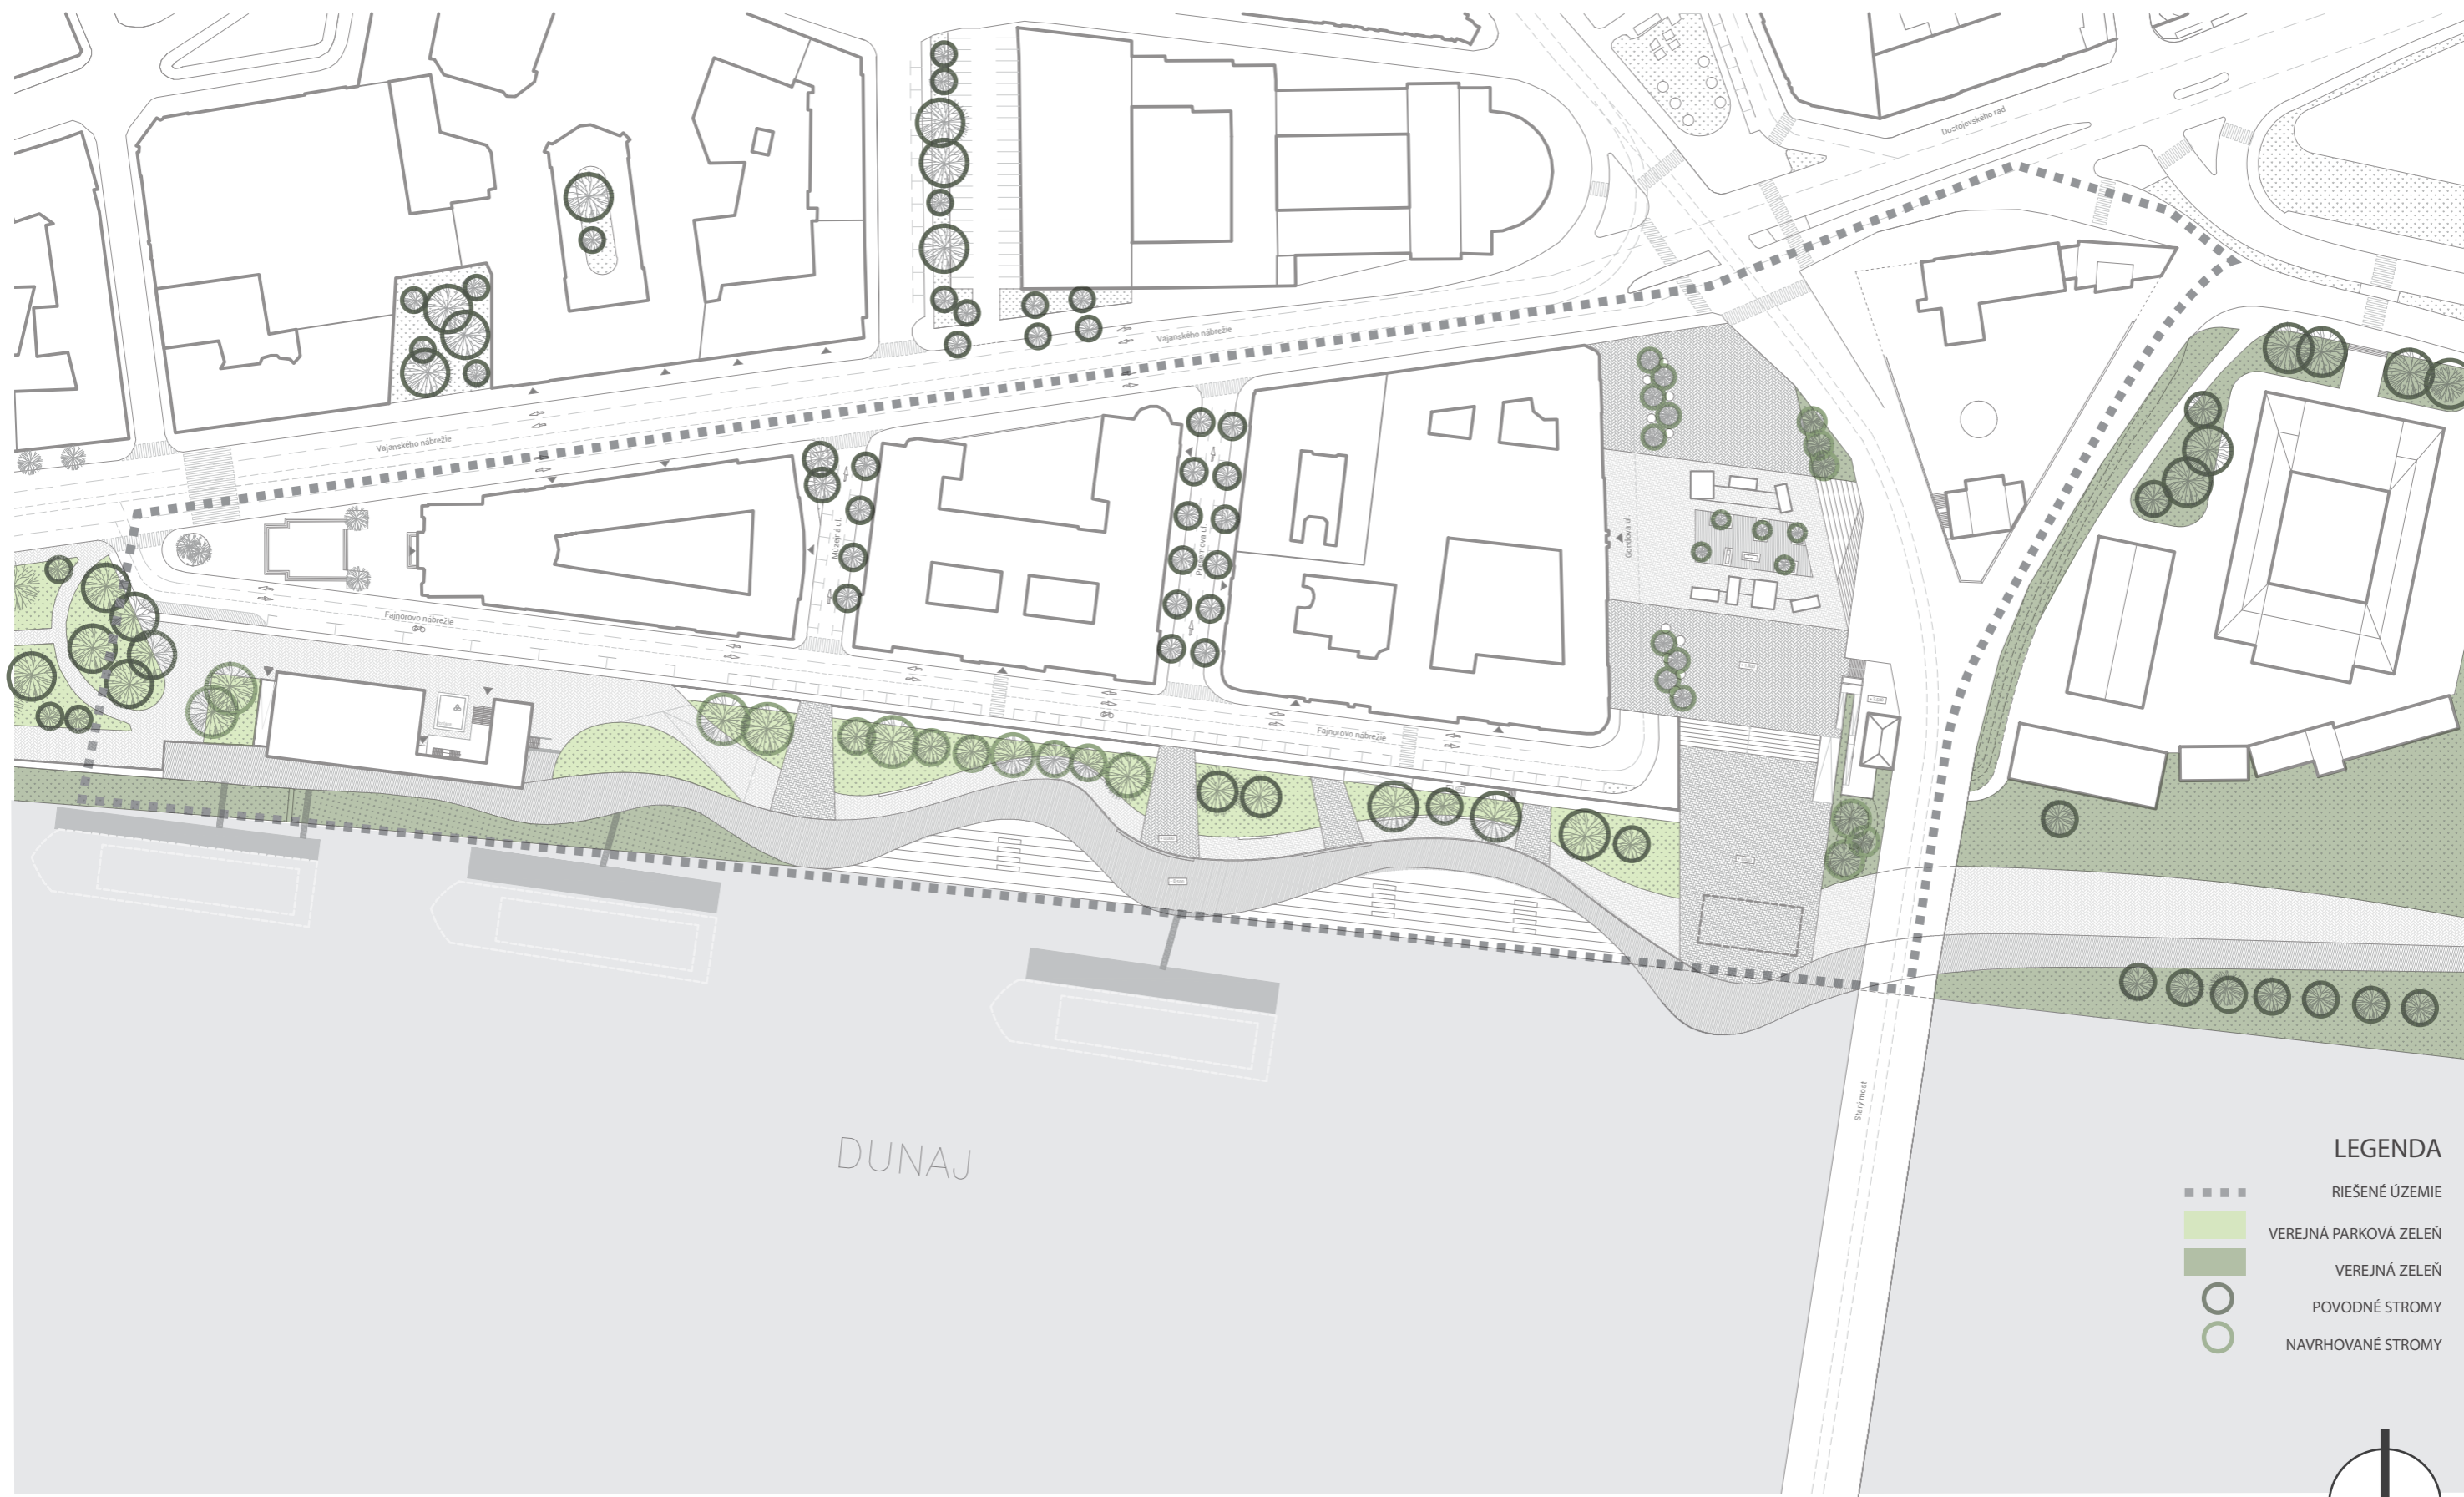 Dostojevského rad
Vajanského nábrežie
Vajanského nábrežie
Múzejná ul.
Gondova ul.
Fajnorovo nábrežie
Fajnorovo nábrežie
Starý most
DUNAJ
LEGENDA
RIEŠENÉ ÚZEMIE
VEREJNÁ PARKOVÁ ZELEŇ
VEREJNÁ ZELEŇ
POVODNÉ STROMY
NAVRHOVANÉ STROMY